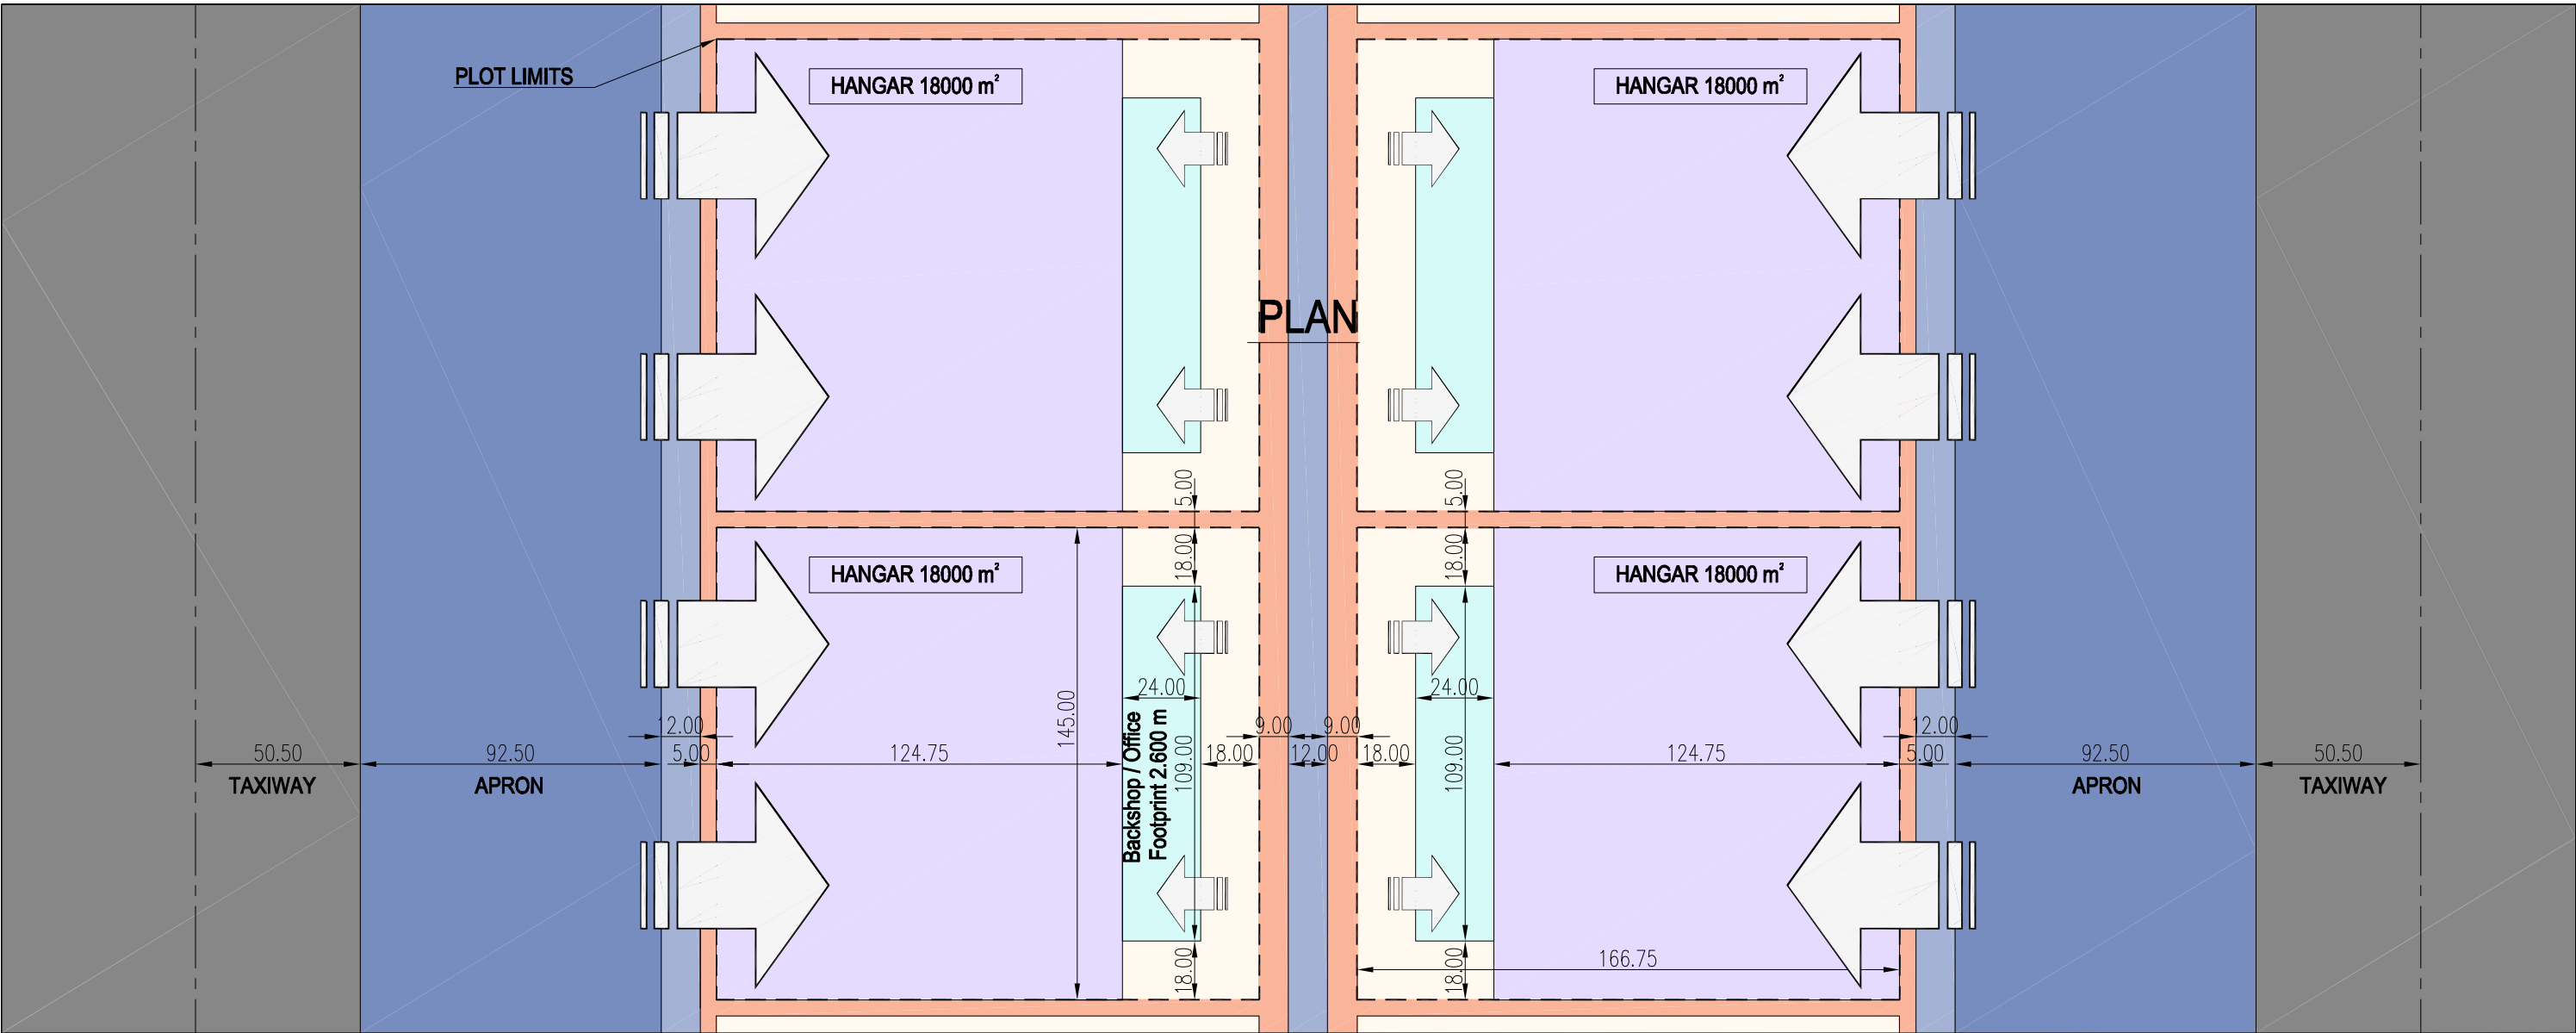 PLOT LIMITS
HANGAR 18000 m²
HANGAR 18000 m²
PLAN
5.00
5.00
18.00
18.00
HANGAR 18000 m²
HANGAR 18000 m²
24.00
24.00
145.00
Backshop / Office
Footprint 2.600 m
109.00
109.00
12.00
9.00
9.00
12.00
50.50
92.50
5.00
124.75
18.00
12.00
18.00
124.75
5.00
92.50
50.50
TAXIWAY
APRON
APRON
TAXIWAY
18.00
18.00
166.75